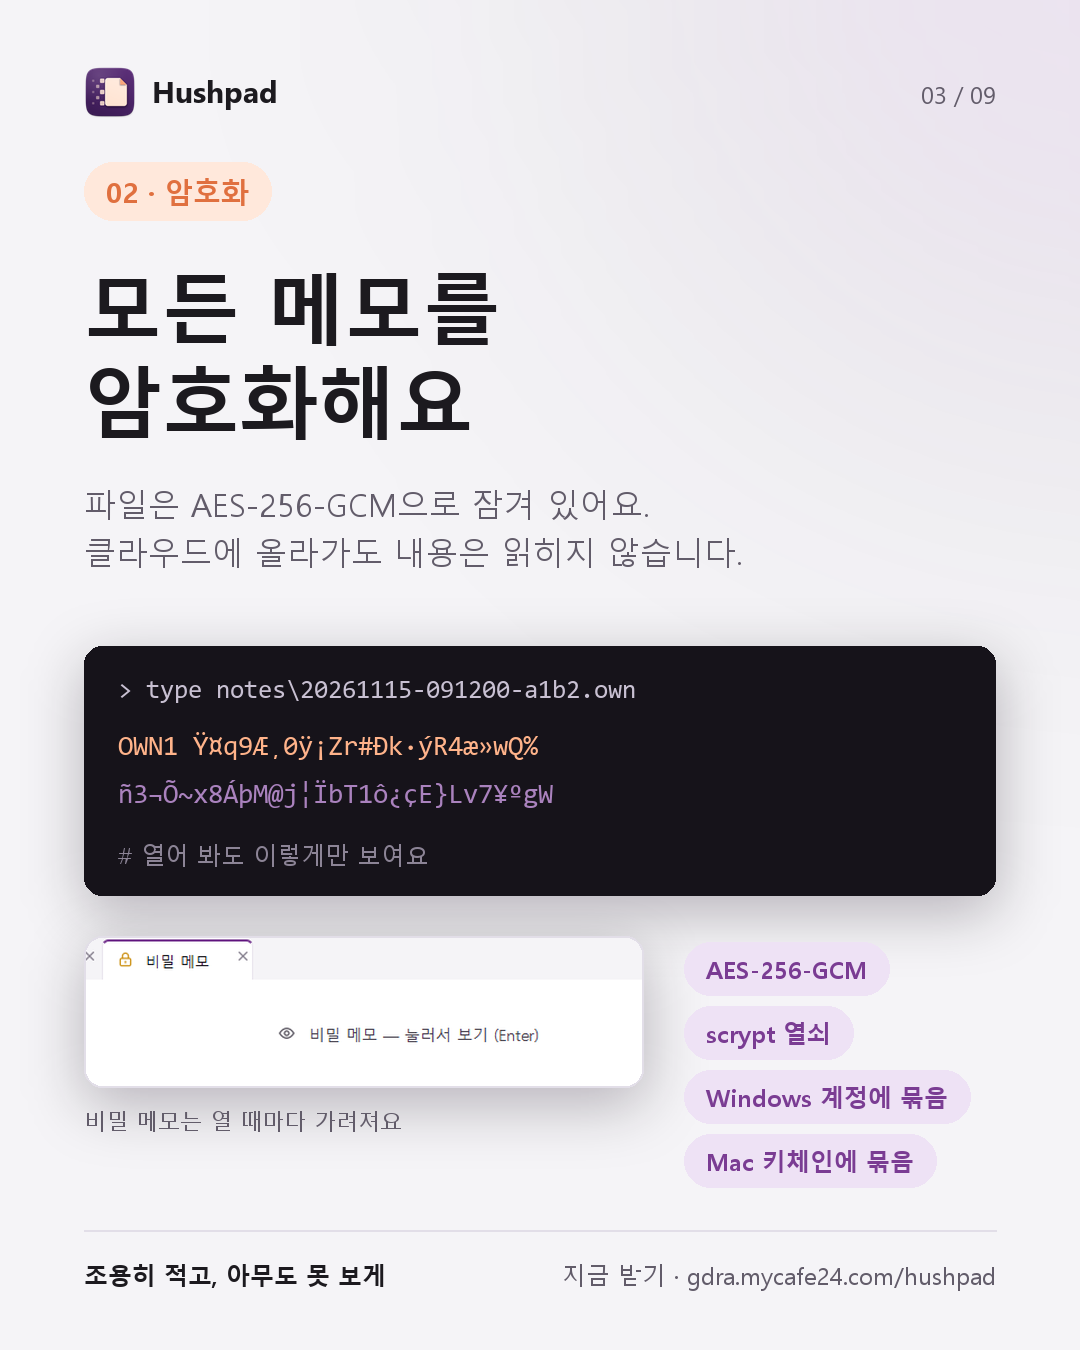 Hushpad
03 / 09
02 · 암호화
모든 메모를
암호화해요
파일은 AES-256-GCM으로 잠겨 있어요.
클라우드에 올라가도 내용은 읽히지 않습니다.
> type notes\20261115-091200-a1b2.own
OWN1 Ÿ¤q9Æ¸0ÿ¡Zr#Ðk·ýR4æ»wQ%
ñ3¬Õ~x8ÁþM@j¦ÏbT1ô¿çE}Lv7¥ºgW
# 열어 봐도 이렇게만 보여요
× 비밀 메모 ×
비밀 메모 — 눌러서 보기 (Enter)
비밀 메모는 열 때마다 가려져요
AES-256-GCM
scrypt 열쇠
Windows 계정에 묶음
Mac 키체인에 묶음
조용히 적고, 아무도 못 보게
지금 받기 · gdra.mycafe24.com/hushpad